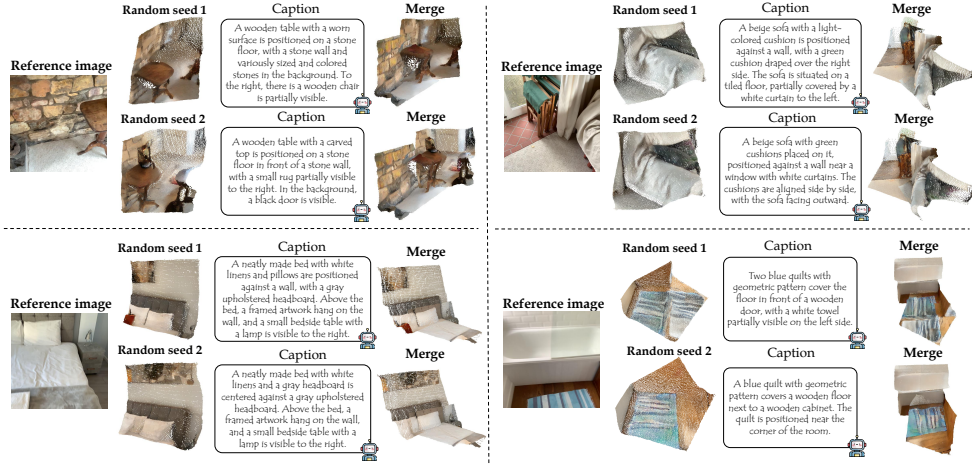 Random seed 1
Caption
Merge
Reference image
A wooden table with a worn
surface is positioned on a stone
floor, with a stone wall and
variously sized and colored
stones in the background. To
the right, there is a wooden chair
is partially visible.
Random seed 2
Caption
Merge
A wooden table with a carved
top is positioned on a stone
floor in front of a stone wall,
with a small rug partially visible
to the right. In the background,
a black door is visible.
Random seed 1
Caption
Merge
Reference image
A beige sofa with a light-
colored cushion is positioned
against a wall, with a green
cushion draped over the right
side. The sofa is situated on a
tiled floor, partially covered by a
white curtain to the left.
Random seed 2
Caption
Merge
A beige sofa with green
cushions placed on it,
positioned against a wall near a
window with white curtains. The
cushions are aligned side by side,
with the sofa facing outward.
Random seed 1
Caption
Merge
Reference image
A neatly made bed with white
linens and pillows are positioned
against a wall, with a gray
upholstered headboard. Above the
bed, a framed artwork hang on the
wall, and a small bedside table with
a lamp is visible to the right.
Random seed 2
Caption
Merge
A neatly made bed with white
linens and a gray headboard is
centered against a gray upholstered
headboard. Above the bed, a
framed artwork hang on the wall,
and a small bedside table with a
lamp is visible to the right.
Random seed 1
Caption
Merge
Reference image
Two blue quilts with
geometric pattern cover the
floor in front of a wooden
door, with a white towel
partially visible on the left side.
Random seed 2
Caption
Merge
A blue quilt with geometric
pattern covers a wooden floor
next to a wooden cabinet. The
quilt is positioned near the
corner of the room.